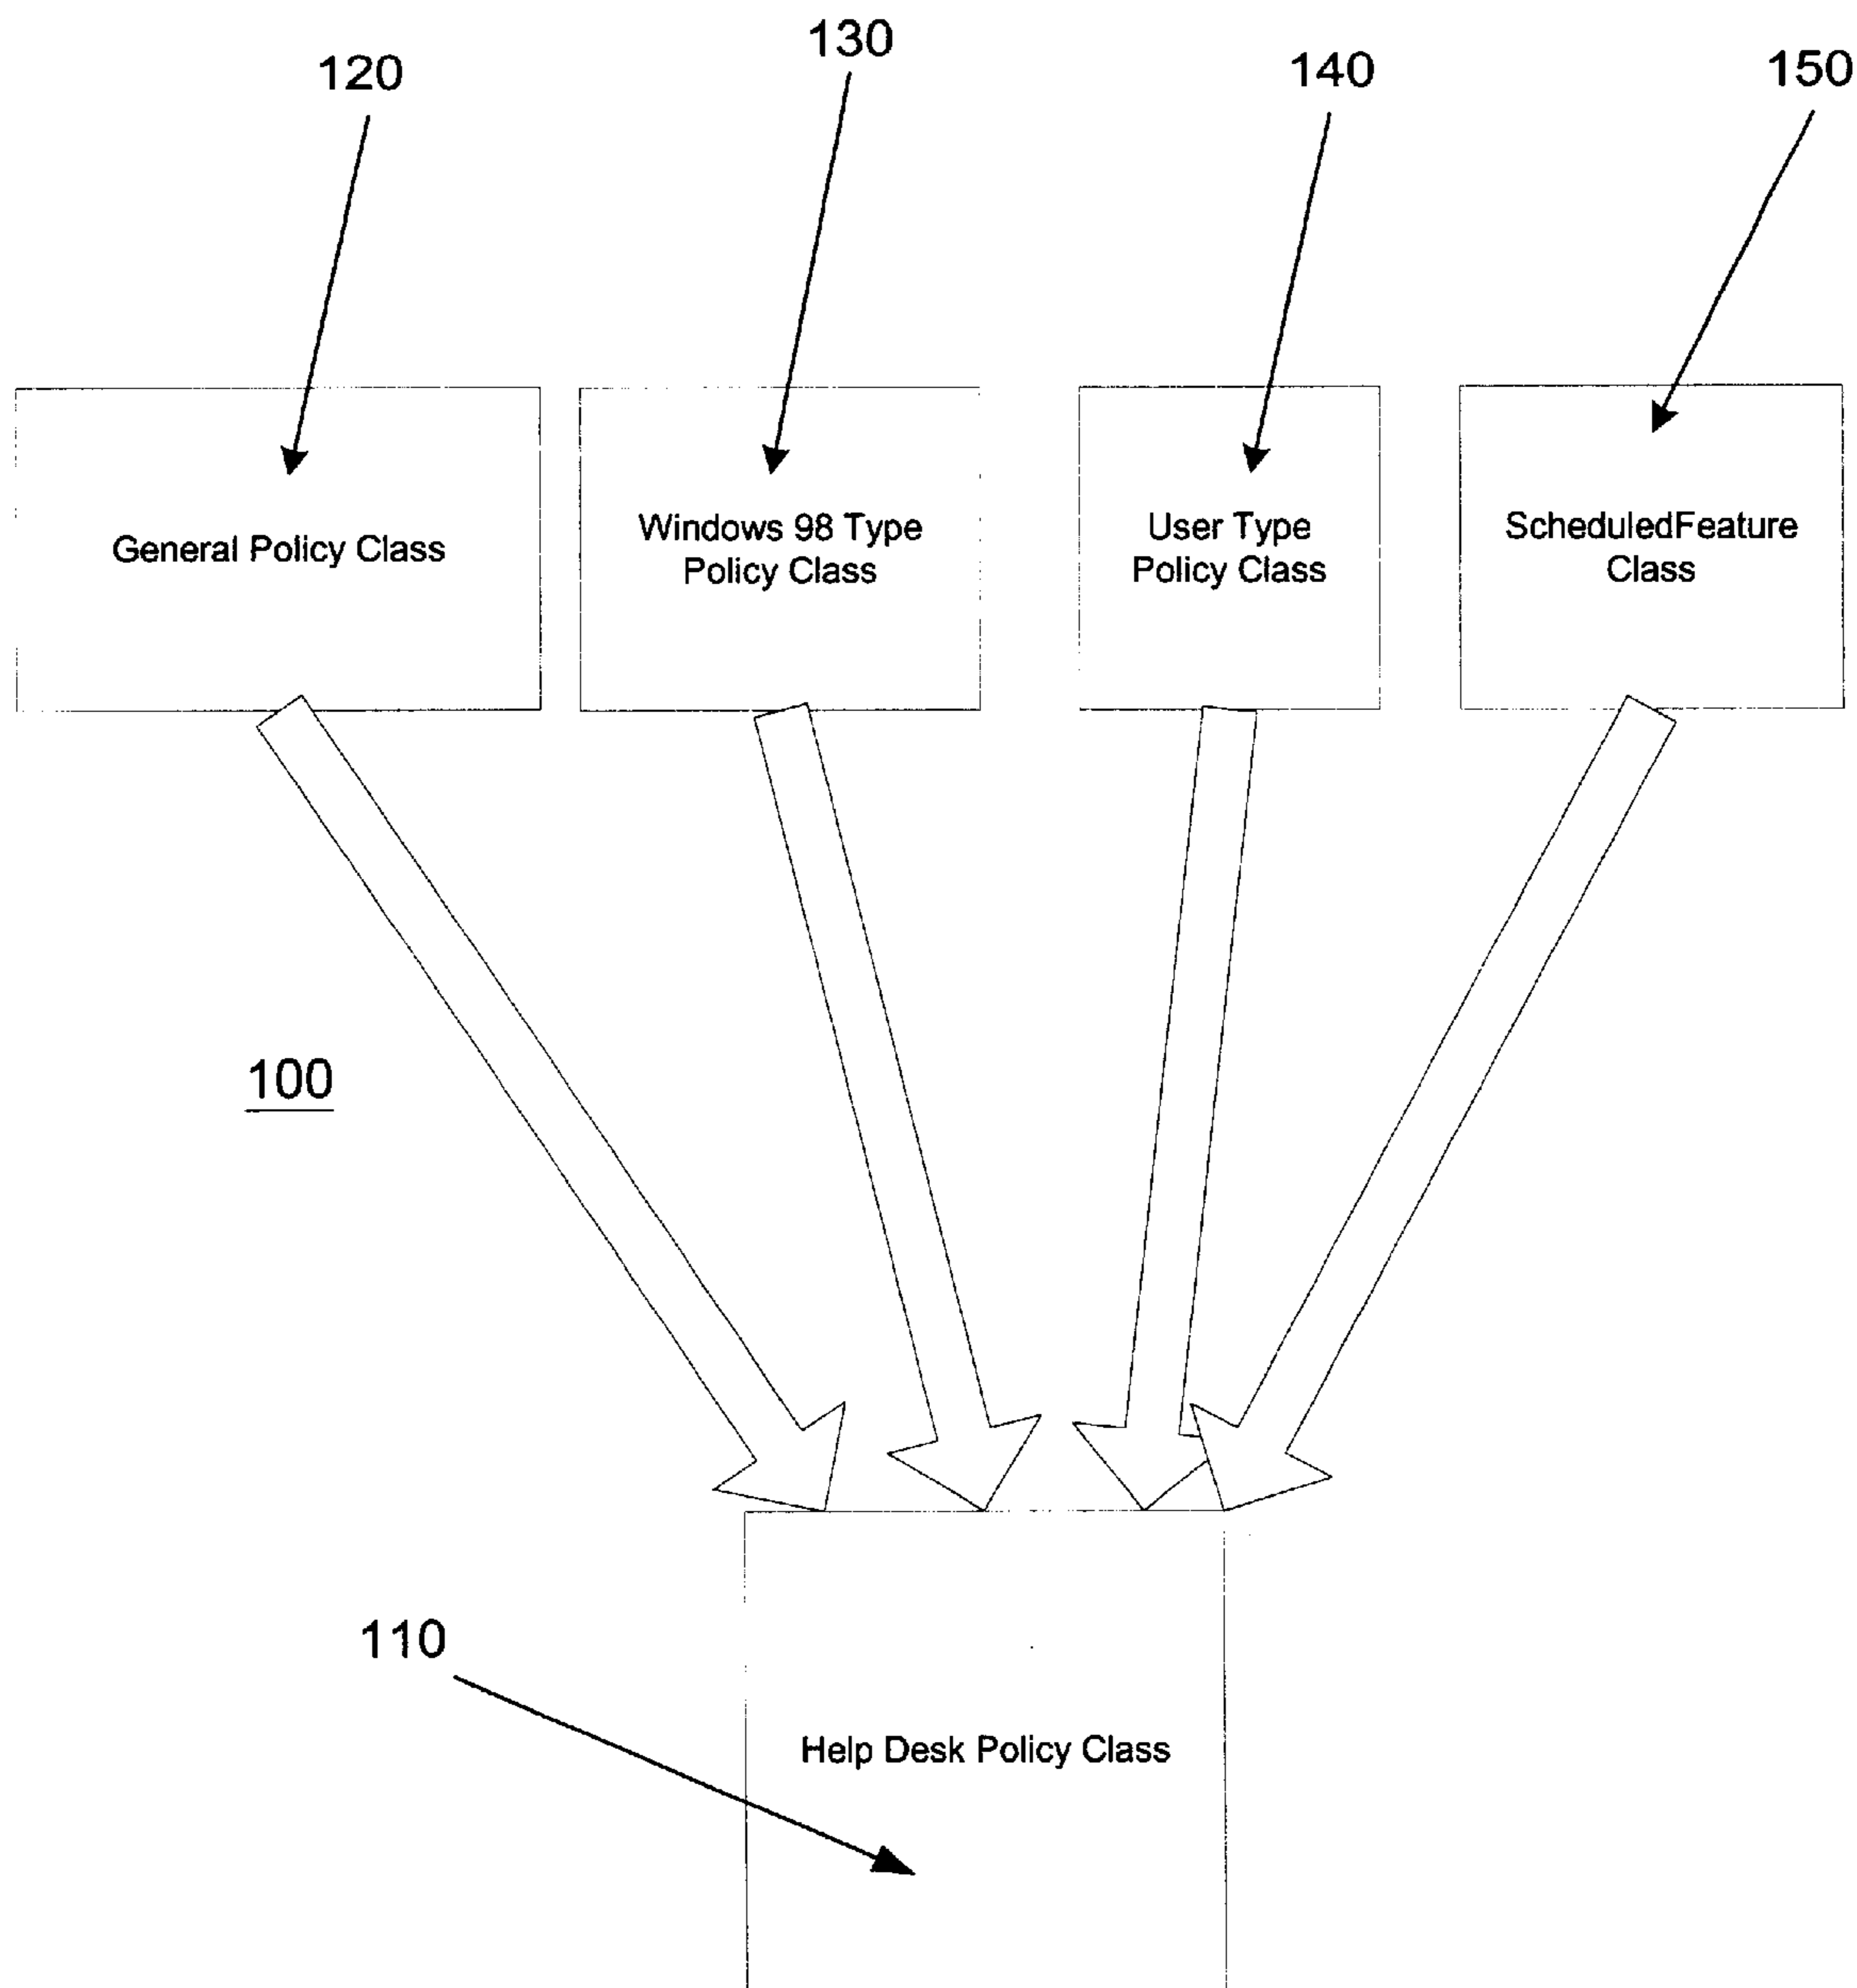 130
120
140
150
General Policy Class
Windows 98 Type
Policy Class
User Type
Policy Class
ScheduledFeature
Class
100
110
Help Desk Policy Class